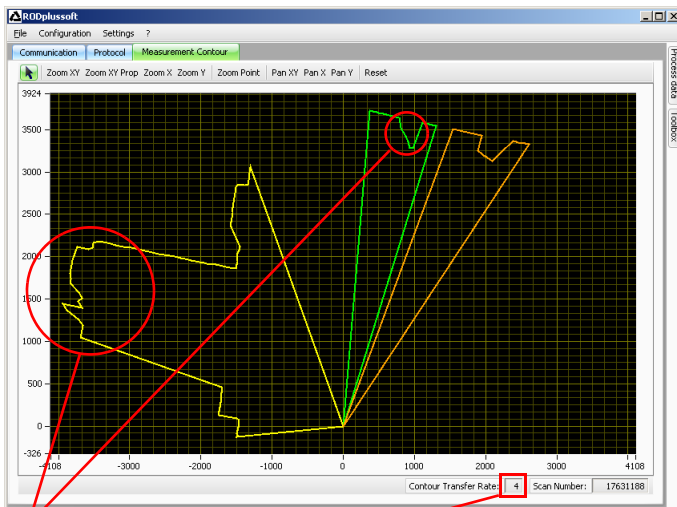 RODplussoft
File Configuration Settings ?
Communication Protocol Measurement Contour
Zoom XY Zoom XY Prop Zoom X Zoom Y Zoom Point Pan XY Pan X Pan Y Reset
Process data
Toolbox
3924
3500
3000
2500
2000
1500
1000
500
0
-326
-4108 -3000 -2000 -1000 0 1000 2000 3000 4108
Contour Transfer Rate: 4 Scan Number: 17631188